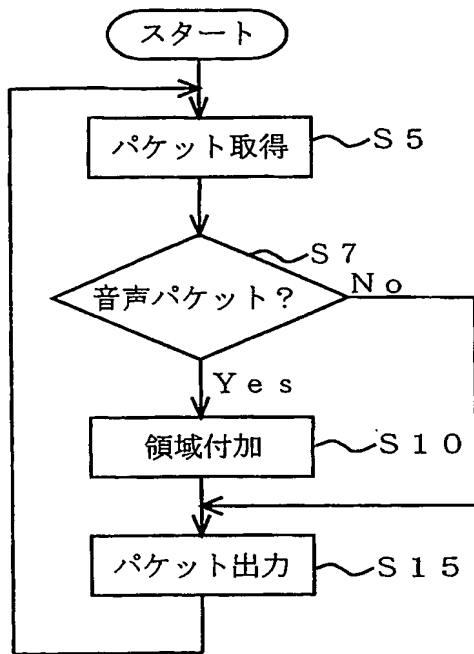 スタート
パケット取得
S5
S7
音声パケット?
No
Yes
領域付加
S10
パケット出力
S15